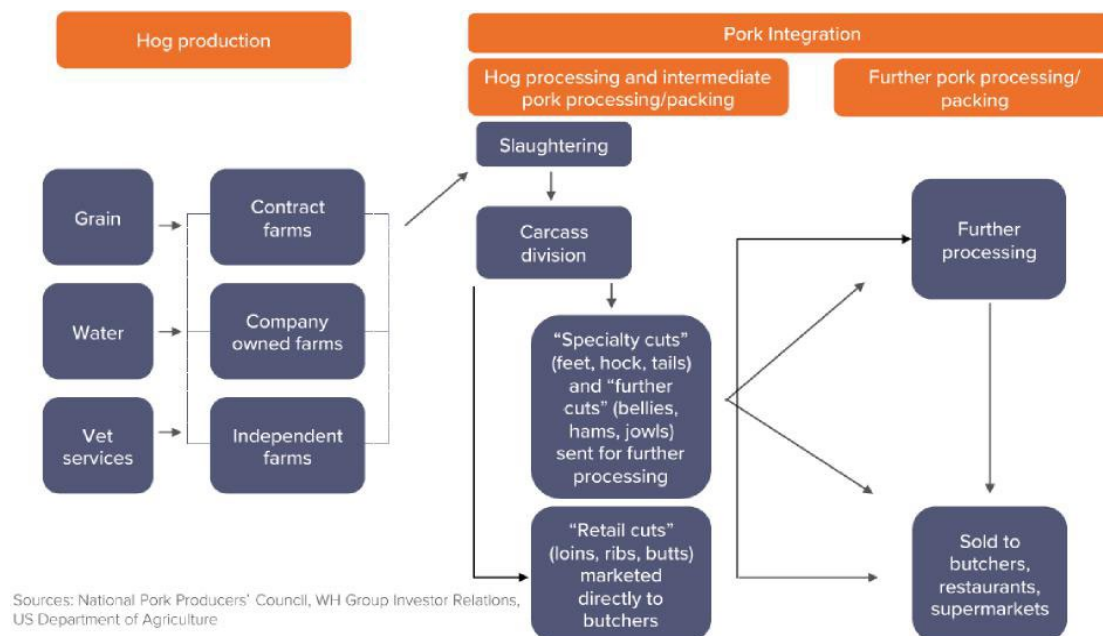 Hog production
Pork Integration
Hog processing and intermediate
pork processing/packing
Further pork processing/
packing
Slaughtering
Grain
Contract
farms
Carcass
division
Further
processing
Water
Company
owned farms
“Specialty cuts”
(feet, hock, tails)
and “further
cuts” (bellies,
hams, jowls)
sent for further
processing
Vet
services
Independent
farms
“Retail cuts”
(loins, ribs, butts)
marketed
directly to
butchers
Sold to
butchers,
restaurants,
supermarkets
Sources: National Pork Producers’ Council, WH Group Investor Relations,
US Department of Agriculture